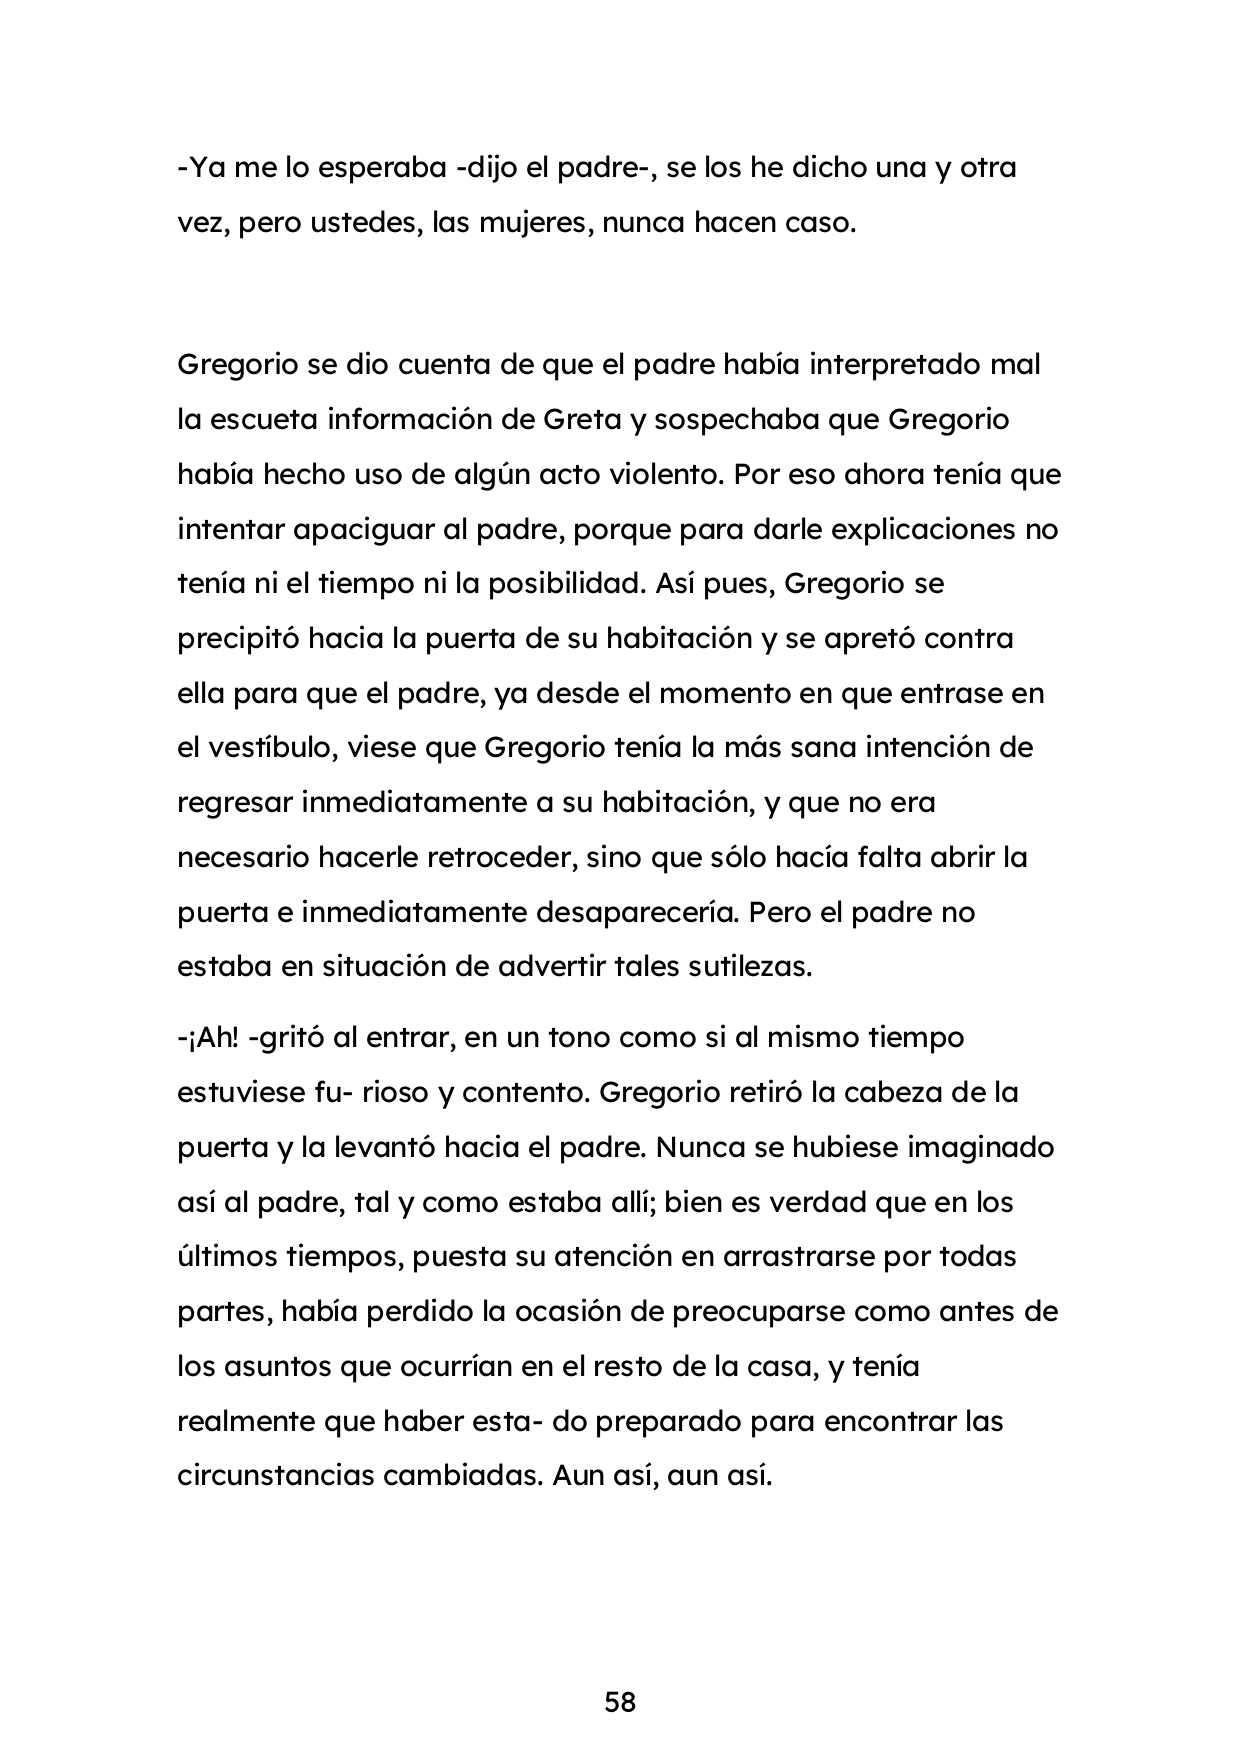 -Ya me lo esperaba -dijo el padre-, se los he dicho una y otra
vez, pero ustedes, las mujeres, nunca hacen caso.
Gregorio se dio cuenta de que el padre había interpretado mal
la escueta información de Greta y sospechaba que Gregorio
había hecho uso de algún acto violento. Por eso ahora tenía que
intentar apaciguar al padre, porque para darle explicaciones no
tenía ni el tiempo ni la posibilidad. Así pues, Gregorio se
precipitó hacia la puerta de su habitación y se apretó contra
ella para que el padre, ya desde el momento en que entrase en
el vestíbulo, viese que Gregorio tenía la más sana intención de
regresar inmediatamente a su habitación, y que no era
necesario hacerle retroceder, sino que sólo hacía falta abrir la
puerta e inmediatamente desaparecería. Pero el padre no
estaba en situación de advertir tales sutilezas.
-¡Ah! -gritó al entrar, en un tono como si al mismo tiempo
estuviese fu- rioso y contento. Gregorio retiró la cabeza de la
puerta y la levantó hacia el padre. Nunca se hubiese imaginado
así al padre, tal y como estaba allí; bien es verdad que en los
últimos tiempos, puesta su atención en arrastrarse por todas
partes, había perdido la ocasión de preocuparse como antes de
los asuntos que ocurrían en el resto de la casa, y tenía
realmente que haber esta- do preparado para encontrar las
circunstancias cambiadas. Aun así, aun así.
58